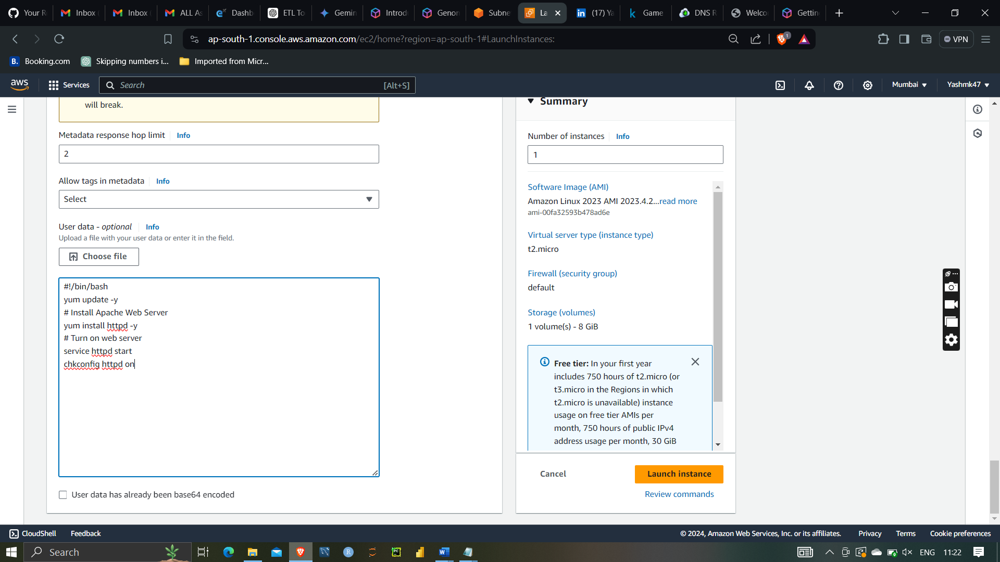 Your R
Inbox
Inbox
ALL As
Dashb
ETL To
Gemin
Introd
Genon
Subne
La
(17) Ya
Game
DNS R
Welco
Gettin
ap-south-1.console.aws.amazon.com/ec2/home?region=ap-south-1#LaunchInstances:
1
VPN
B. Booking.com
Skipping numbers i...
Imported from Micr...
aws
Services
Search
[Alt+S]
Mumbai
Yashmk47
will break.
Metadata response hop limit Info
2
Allow tags in metadata Info
Select
User data - optional Info
Upload a file with your user data or enter it in the field.
Choose file
#!/bin/bash
yum update -y
# Install Apache Web Server
yum install httpd -y
# Turn on web server
service httpd start
chkconfig httpd on
User data has already been base64 encoded
Summary
Number of instances Info
1
Software Image (AMI)
Amazon Linux 2023 AMI 2023.4.2...read more
ami-00fa32593b478ad6e
Virtual server type (instance type)
t2.micro
Firewall (security group)
default
Storage (volumes)
1 volume(s) - 8 GiB
Free tier: In your first year
includes 750 hours of t2.micro (or
t3.micro in the Regions in which
t2.micro is unavailable) instance
usage on free tier AMIs per
month, 750 hours of public IPv4
address usage per month, 30 GiB
Cancel
Launch instance
Review commands
CloudShell
Feedback
© 2024, Amazon Web Services, Inc. or its affiliates.
Privacy
Terms
Cookie preferences
Search
ENG
11:22